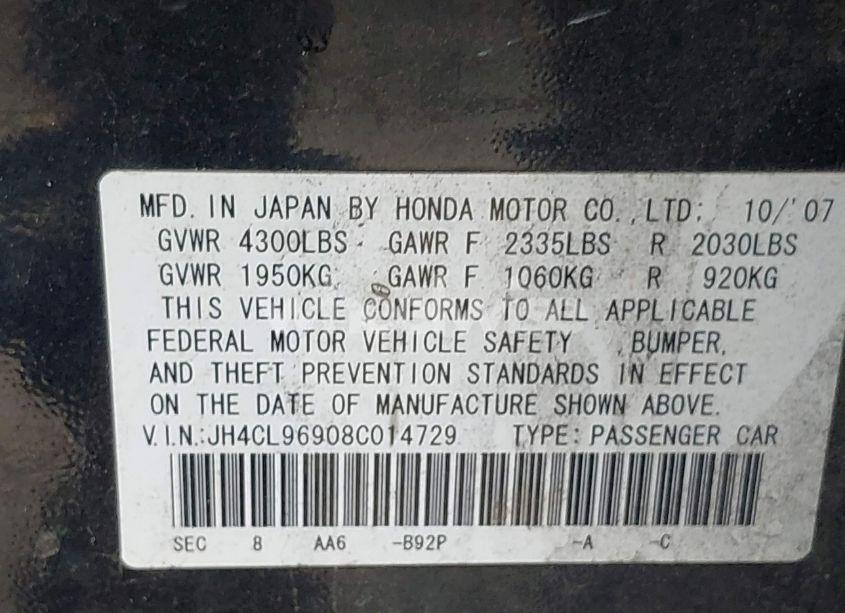 MFD. IN JAPAN BY HONDA MOTOR CO., LTD; 10/'07
GVWR 4300LBS GAWR F 2335LBS R 2030LBS
GVWR 1950KG GAWR F 1060KG R 920KG
THIS VEHICLE CONFORMS TO ALL APPLICABLE
FEDERAL MOTOR VEHICLE SAFETY , BUMPER,
AND THEFT PREVENTION STANDARDS IN EFFECT
ON THE DATE OF MANUFACTURE SHOWN ABOVE.
V.I.N.:JH4CL96908C014729 TYPE: PASSENGER CAR
SEC 8 AA6 -B92P -A -C